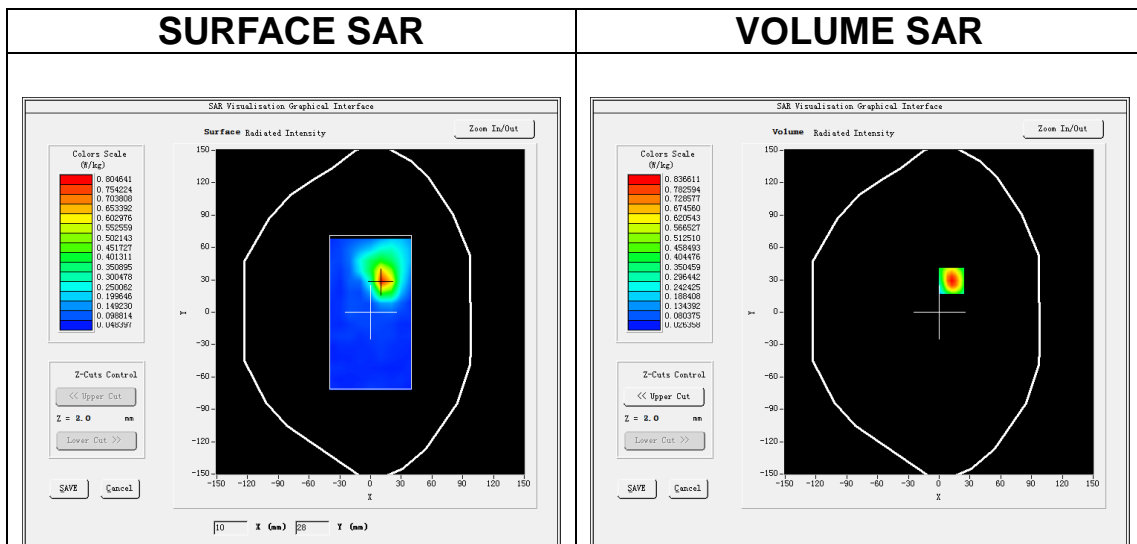 SURFACE SAR
SAR Visualisation Graphical Interface
Surface Radiated Intensity
Zoom In/Out
Colors Scale
(W/kg)
0.804641
0.754224
0.703808
0.653392
0.602976
0.552559
0.502143
0.451727
0.401311
0.350895
0.300478
0.250062
0.199646
0.149230
0.098814
0.048397
Z-Cuts Control
<< Upper Cut
Z = 2.0 mm
Lower Cut >>
SAVE Cancel
150
120
90
60
30
0
-30
-60
-90
-120
-150
Y
-150 -120 -90 -60 -30 0 30 60 90 120 150
X
10 X (mm) 28 Y (mm)
VOLUME SAR
SAR Visualisation Graphical Interface
Volume Radiated Intensity
Zoom In/Out
Colors Scale
(W/kg)
0.836611
0.782594
0.728577
0.674560
0.620543
0.566527
0.512510
0.458493
0.404476
0.350459
0.296442
0.242425
0.188408
0.134392
0.080375
0.026358
Z-Cuts Control
<< Upper Cut
Z = 2.0 mm
Lower Cut >>
SAVE Cancel
150
120
90
60
30
0
-30
-60
-90
-120
-150
Y
-150 -120 -90 -60 -30 0 30 60 90 120 150
X